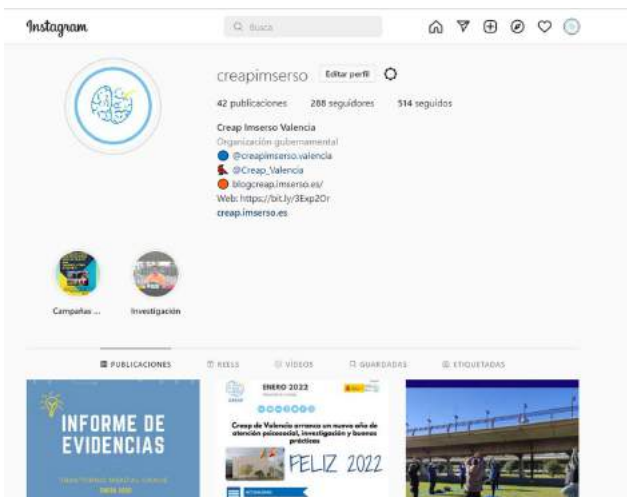 Instagram
Busca
creapimserso Editar perfil
42 publicaciones 288 seguidores 514 seguidos
Creap Imserso Valencia
Organización gubernamental
@creapimserso.valencia
@Creap_Valencia
blogcreap.imserso.es/
Web: https://bit.ly/3Exp2Or
creap.imserso.es
Campañas ... Investigación
PUBLICACIONES REELS VÍDEOS GUARDADAS ETIQUETADAS
INFORME DE
EVIDENCIAS
ENERO 2022
Creap de Valencia arranca un nuevo año de
atención psicosocial, investigación y buenas
prácticas
FELIZ 2022